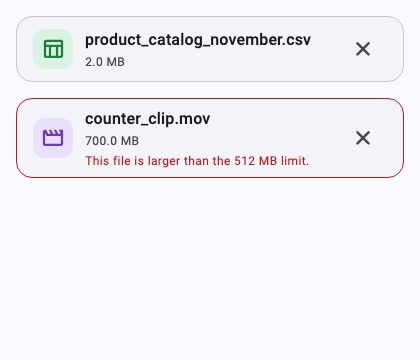 product_catalog_november.csv
2.0 MB
counter_clip.mov
700.0 MB
This file is larger than the 512 MB limit.